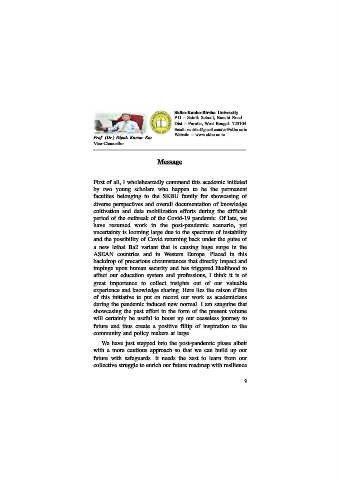 Sidho-Kanho-Birsha University
P.O. - Sainik School, Ranchi Road
Dist. - Purulia, West Bengal- 723104
Website :- www.skbu.ac.in
Prof. (Dr.) Dipak Kumar Kar
Vice-Chancellor
Message
First of all, I wholeheartedly commend this academic initiated
by two young scholars who happen to be the permanent
faculties belonging to the SKBU family for showcasing of
diverse perspectives and overall documentation of knowledge
cultivation and data mobilization efforts during the difficult
period of the outbreak of the Covid-19 pandemic. Of late, we
have resumed work in the post-pandemic scenario, yet
uncertainty is looming large due to the spectrum of instability
and the possibility of Covid returning back under the guise of
a new lethal Ba2 variant that is causing huge surge in the
ASEAN countries and in Western Europe. Placed in this
backdrop of precarious circumstances that directly impact and
impinge upon human security and has triggered likelihood to
affect our education system and professions, I think it is of
great importance to collect insights out of our valuable
experience and knowledge sharing. Here lies the raison d'être
of this initiative to put on record our work as academicians
during the pandemic induced new normal. I am sanguine that
showcasing the past effort in the form of the present volume
will certainly be useful to boost up our ceaseless journey to
future and thus create a positive fillip of inspiration to the
community and policy makers at large.
We have just stepped into the post-pandemic phase albeit
with a more cautious approach so that we can build up our
future with safeguards. It needs the zest to learn from our
collective struggle to enrich our future roadmap with resilience